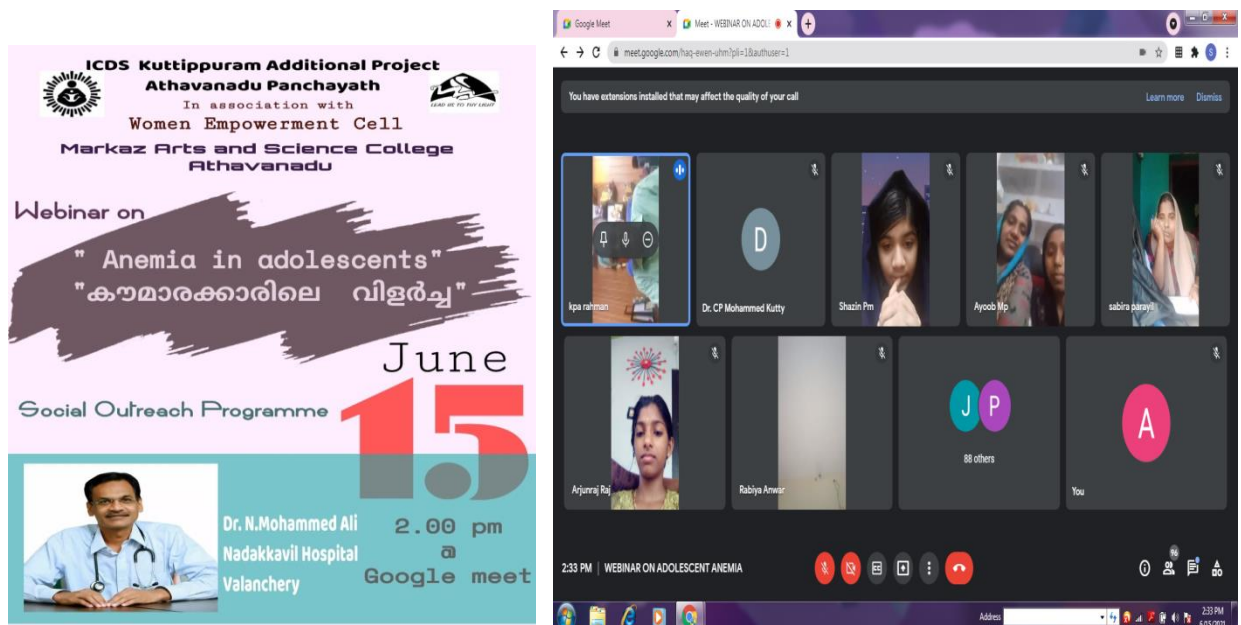 ICDS Kuttippuram Additional Project
Athavanadu Panchayath
In association with
Women Empowerment Cell
LEAD US TO THY LIGHT
Markaz Arts and Science College
Athavanadu
Webinar on
" Anemia in adolescents"
"കൗമാരക്കാരിലെ വിളർച്ച"
June
15
Social Outreach Programme
Dr. N.Mohammed Ali
Nadakkavil Hospital
Valanchery
2.00 pm
@
Google meet
Google Meet
Meet - WEBINAR ON ADOLE
meet.google.com/haq-ewen-uhm?pli=1&authuser=1
S
You have extensions installed that may affect the quality of your call
Learn more Dismiss
D
kpa rahman
Dr. CP Mohammed Kutty
Shazin Pm
Ayoob Mp
sabira parayil
J P
A
88 others
Arjunraj Raj
Rabiya Anwar
You
2:33 PM | WEBINAR ON ADOLESCENT ANEMIA
96
Address
2:33 PM
6/15/2021